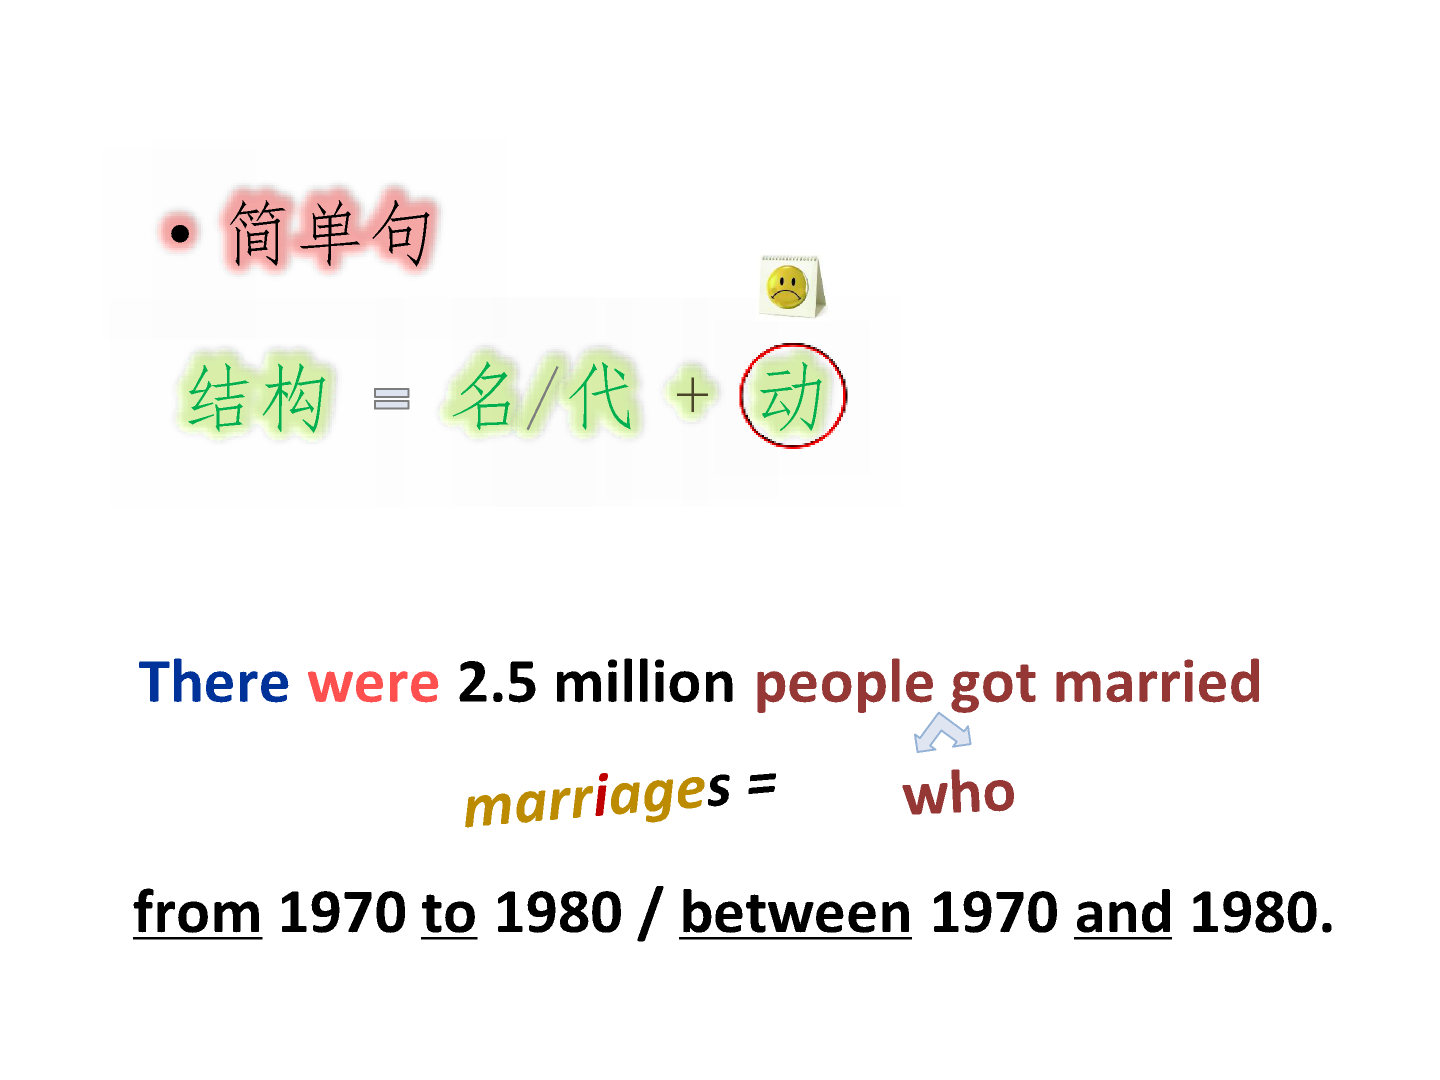 • 简单句
结构 = 名/代 + 动
There were 2.5 million people got married
marriages = who
from 1970 to 1980 / between 1970 and 1980.